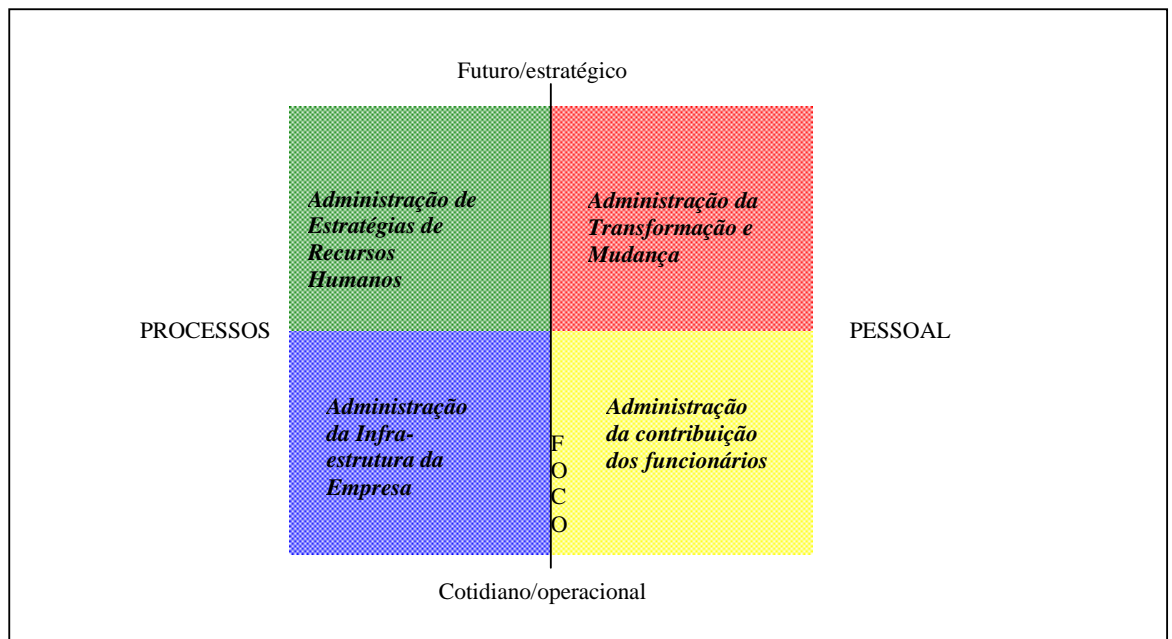 Futuro/estratégico
Administração de
Estratégias de
Recursos
Humanos
Administração da
Transformação e
Mudança
PROCESSOS
PESSOAL
Administração
da Infra-
estrutura da
Empresa
F
O
C
O
Administração
da contribuição
dos funcionários
Cotidiano/operacional